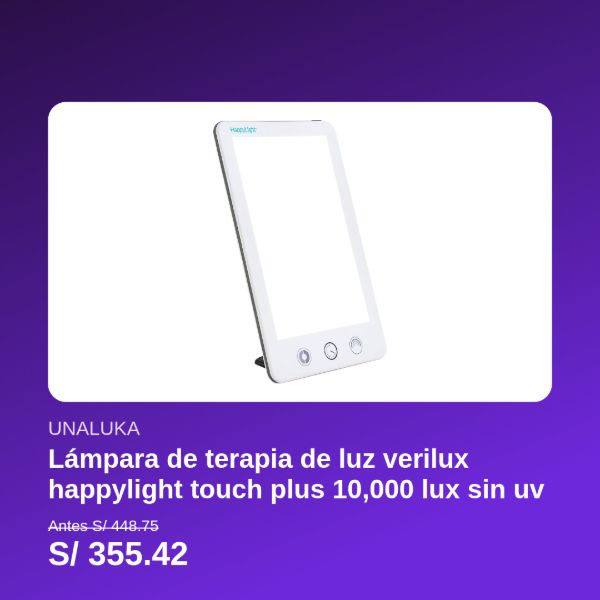 HappyLight
UNALUKA
Lámpara de terapia de luz verilux
happylight touch plus 10,000 lux sin uv
Antes S/ 448.75
S/ 355.42